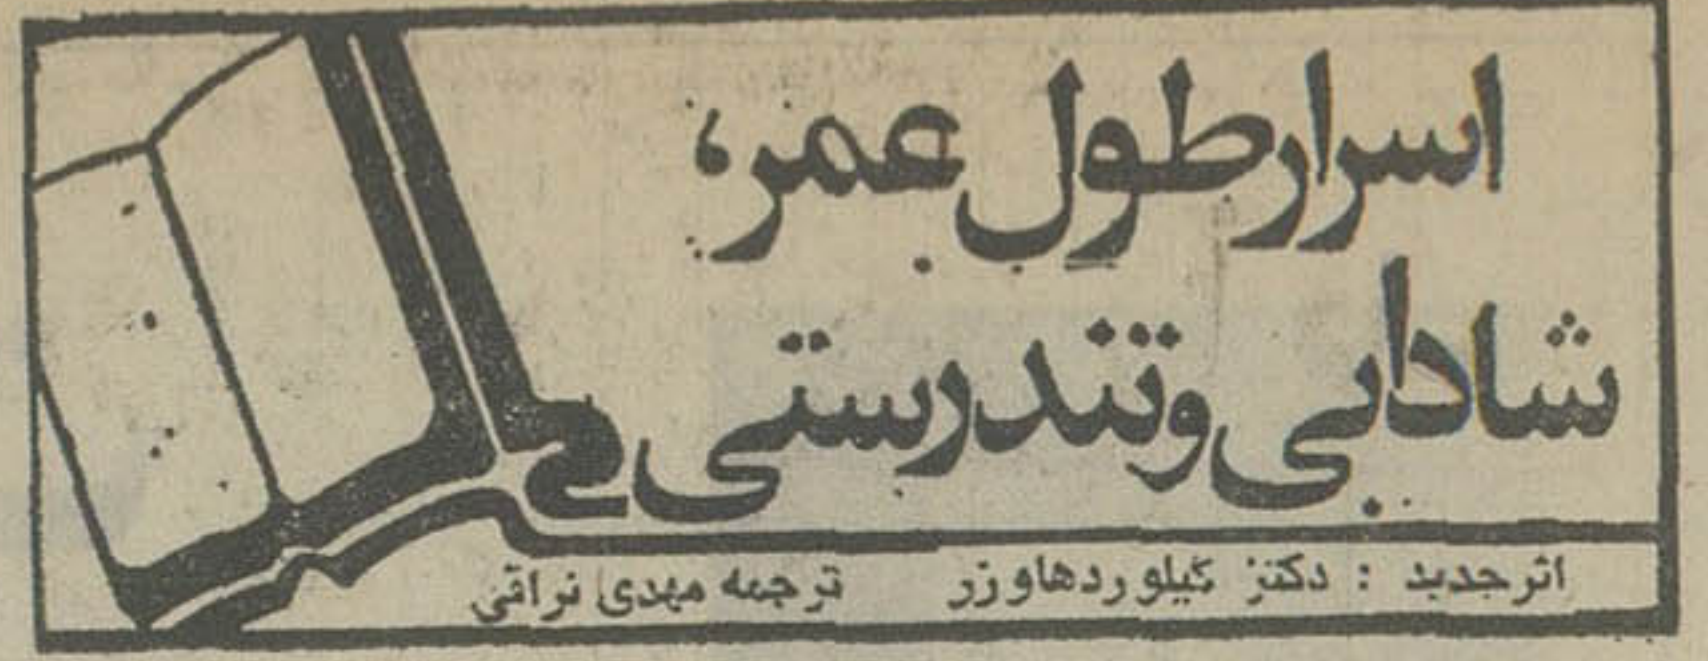 اسرار طول عمر،
شادابی و تندرستی
اثر جدید : دکتر گیلورد هاوزر ترجمه مهدی نراقی